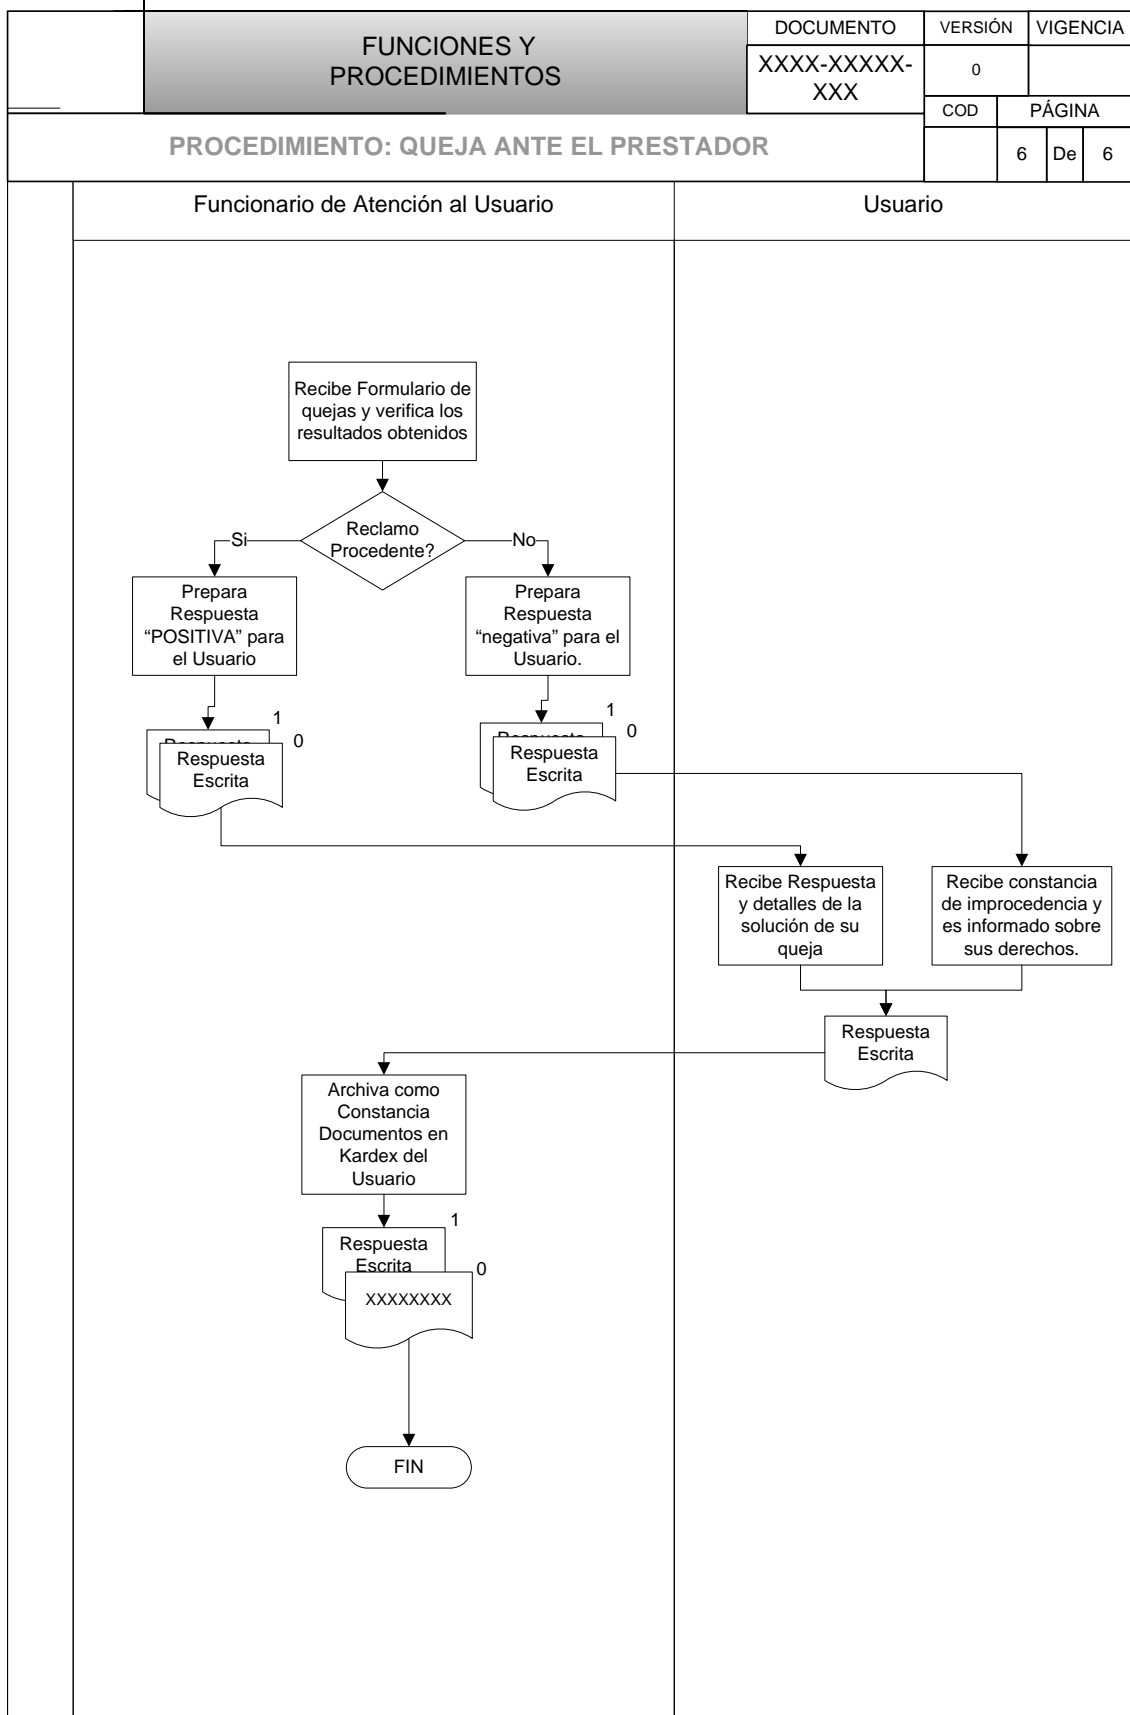 FUNCIONES Y
PROCEDIMIENTOS
DOCUMENTO
XXXX-XXXXX-
XXX
VERSIÓN
VIGENCIA
0
COD
PÁGINA
6
De
6
PROCEDIMIENTO: QUEJA ANTE EL PRESTADOR
Funcionario de Atención al Usuario
Usuario
Recibe Formulario de
quejas y verifica los
resultados obtenidos
Reclamo
Procedente?
Si
No
Prepara
Respuesta
“POSITIVA” para
el Usuario
Prepara
Respuesta
“negativa” para el
Usuario.
1
0
Respuesta
Respuesta
Escrita
1
0
Respuesta
Respuesta
Escrita
Recibe Respuesta
y detalles de la
solución de su
queja
Recibe constancia
de improcedencia y
es informado sobre
sus derechos.
Respuesta
Escrita
Archiva como
Constancia
Documentos en
Kardex del
Usuario
1
Respuesta
Escrita
0
XXXXXXXX
FIN